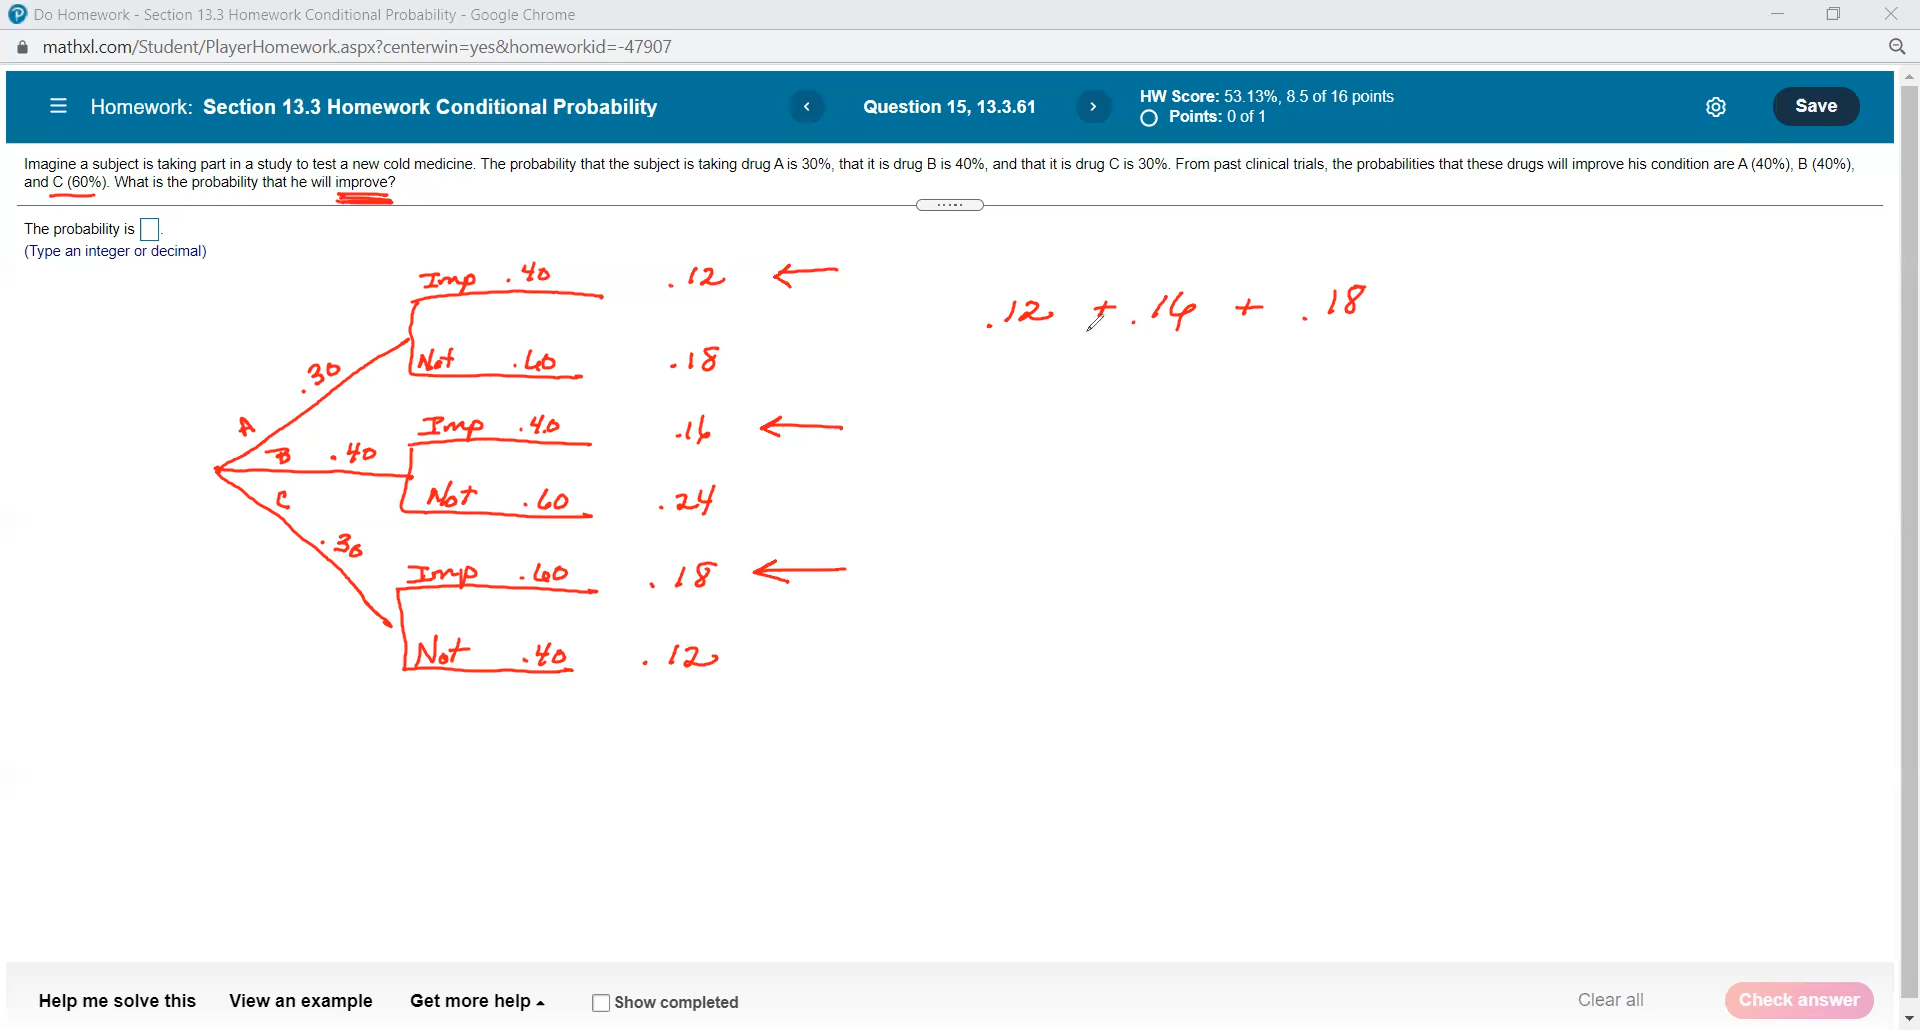 Do Homework - Section 13.3 Homework Conditional Probability - Google Chrome
mathxl.com/Student/PlayerHomework.aspx?centerwin=yes&homeworkid=-47907
Homework: Section 13.3 Homework Conditional Probability
Question 15, 13.3.61
HW Score: 53.13%, 8.5 of 16 points
Points: 0 of 1
Save
Imagine a subject is taking part in a study to test a new cold medicine. The probability that the subject is taking drug A is 30%, that it is drug B is 40%, and that it is drug C is 30%. From past clinical trials, the probabilities that these drugs will improve his condition are A (40%), B (40%),
and C (60%). What is the probability that he will improve?
The probability is .
(Type an integer or decimal)
Imp .40 .12 ←
.12 + .16 + .18
Not .60 .18
.30
A
Imp .40 .16 ←
B .40
C
Not .60 .24
.30
Imp .60 .18 ←
Not .40 .12
Help me solve this View an example Get more help Show completed Clear all Check answer